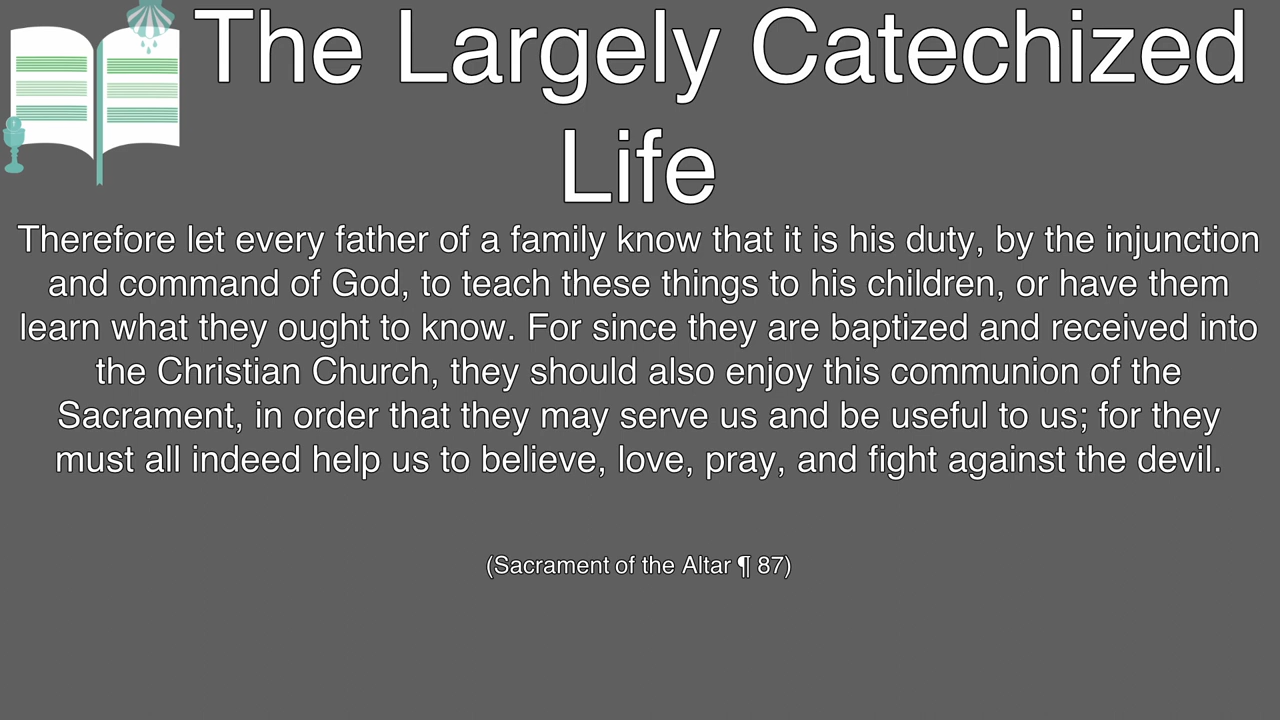 The Largely Catechized
Life
Therefore let every father of a family know that it is his duty, by the injunction
and command of God, to teach these things to his children, or have them
learn what they ought to know. For since they are baptized and received into
the Christian Church, they should also enjoy this communion of the
Sacrament, in order that they may serve us and be useful to us; for they
must all indeed help us to believe, love, pray, and fight against the devil.
(Sacrament of the Altar ¶ 87)